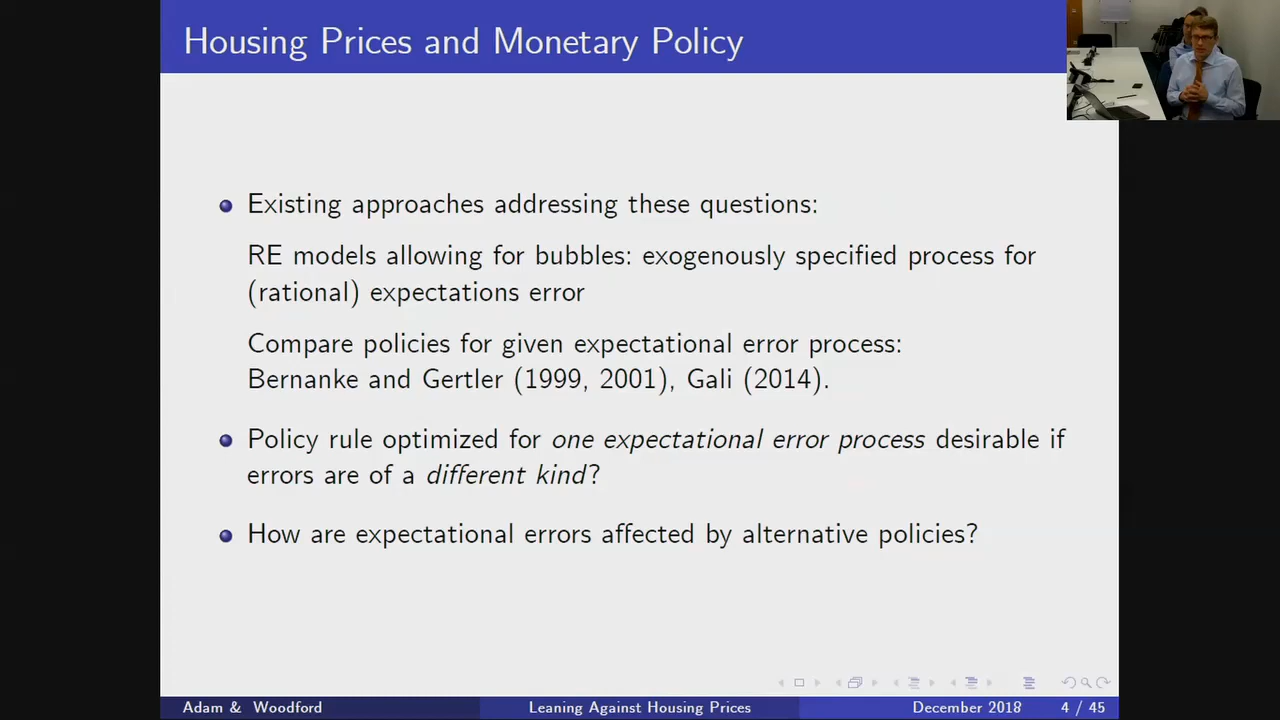 Housing Prices and Monetary Policy
Existing approaches addressing these questions:
RE models allowing for bubbles: exogenously specified process for
(rational) expectations error
Compare policies for given expectational error process:
Bernanke and Gertler (1999, 2001), Gali (2014).
Policy rule optimized for one expectational error process desirable if
errors are of a different kind?
How are expectational errors affected by alternative policies?
Adam & Woodford
Leaning Against Housing Prices
December 2018
4 / 45